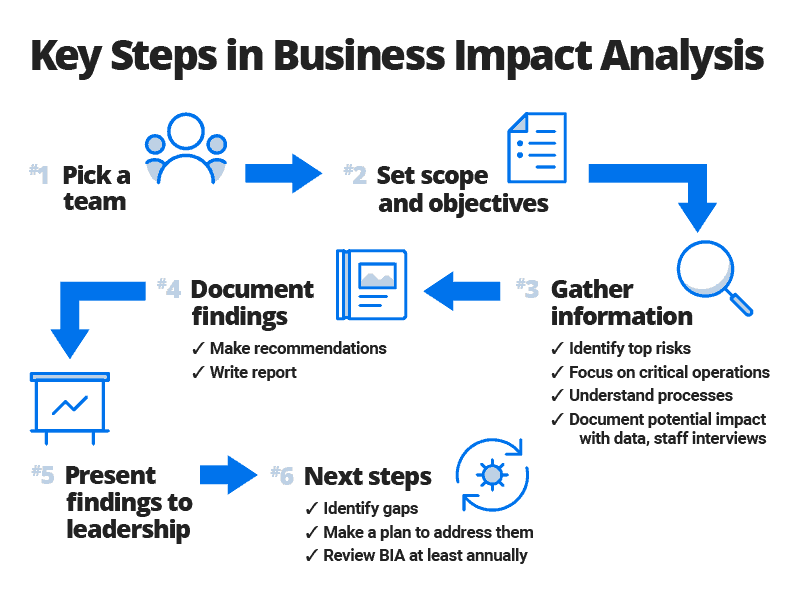 Key Steps in Business Impact Analysis
#1 Pick a
team
#2 Set scope
and objectives
#3 Gather
information
✓ Identify top risks
✓ Focus on critical operations
✓ Understand processes
✓ Document potential impact
with data, staff interviews
#4 Document
findings
✓ Make recommendations
✓ Write report
#5 Present
findings to
leadership
#6 Next steps
✓ Identify gaps
✓ Make a plan to address them
✓ Review BIA at least annually